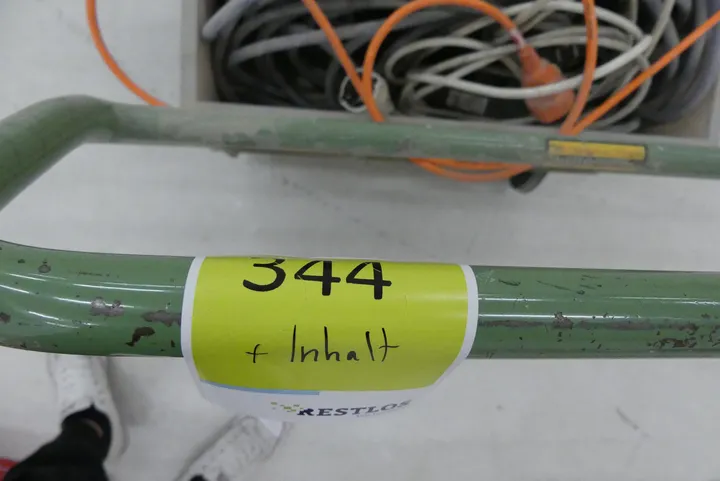 344
+ Inhalt
RESTLOS